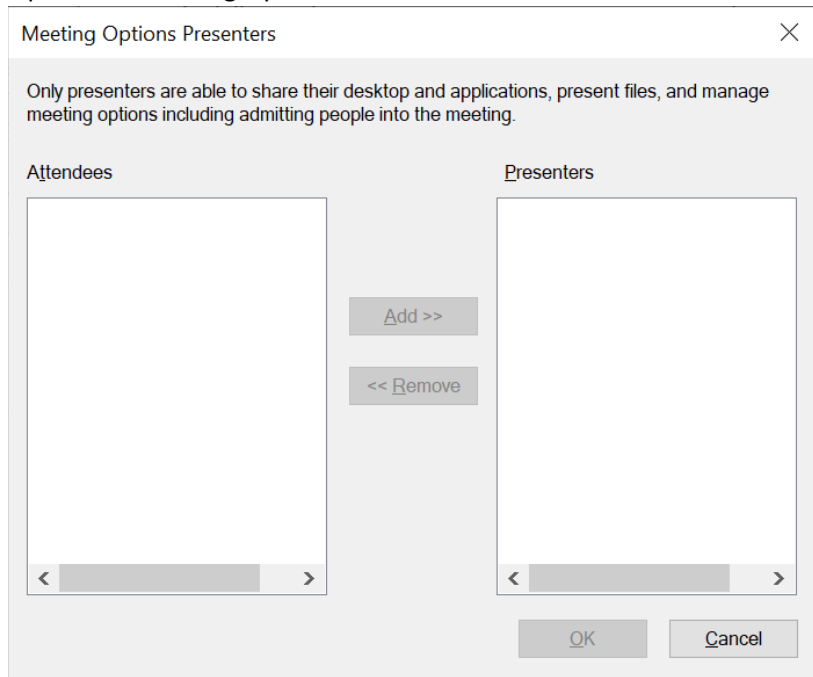 Meeting Options Presenters
Only presenters are able to share their desktop and applications, present files, and manage
meeting options including admitting people into the meeting.
Attendees
Presenters
Add >>
<< Remove
OK
Cancel